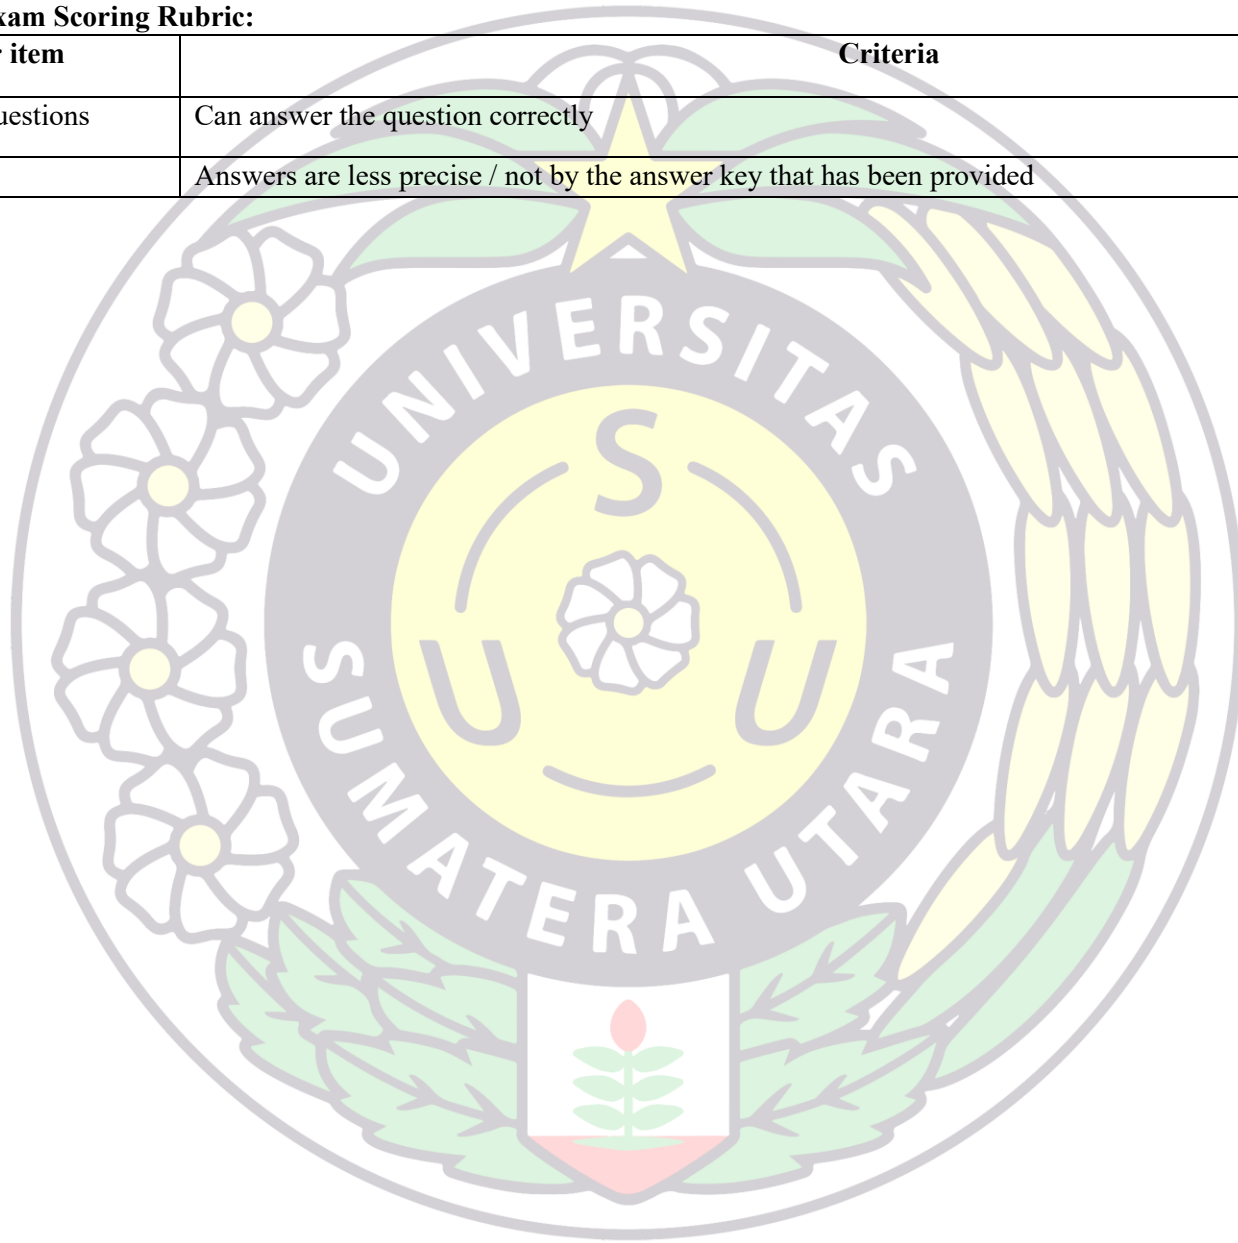 xam Scoring Rubric:
r item Criteria
uestions Can answer the question correctly
Answers are less precise / not by the answer key that has been provided
UNIVERSITAS
S
U U
SUMATERA UTARA